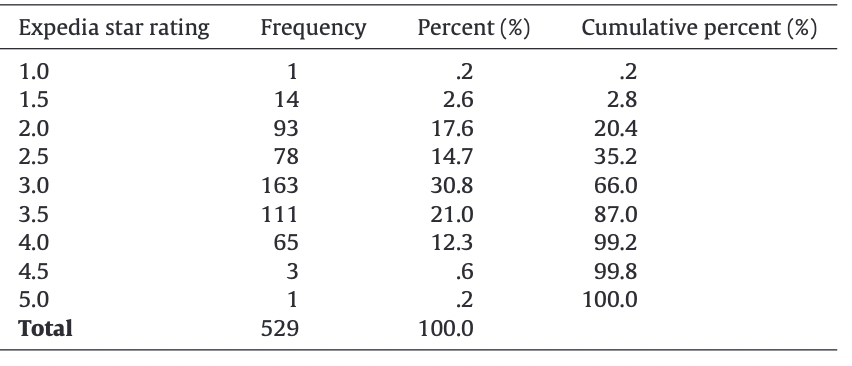 Expedia star rating Frequency Percent (%) Cumulative percent (%)
1.0 1 .2 .2
1.5 14 2.6 2.8
2.0 93 17.6 20.4
2.5 78 14.7 35.2
3.0 163 30.8 66.0
3.5 111 21.0 87.0
4.0 65 12.3 99.2
4.5 3 .6 99.8
5.0 1 .2 100.0
Total 529 100.0